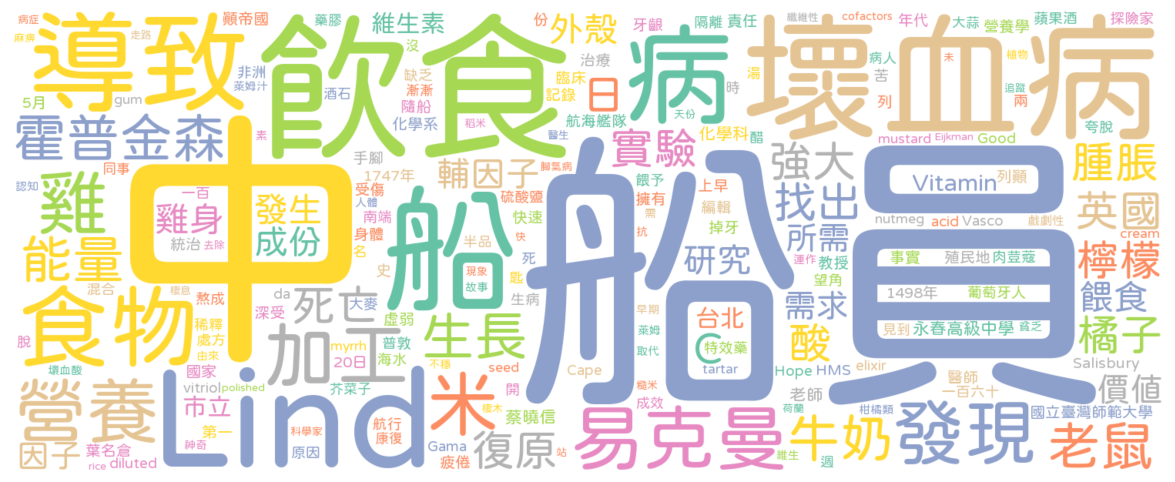 病症
麻痹
走路
顯帝國
藥膠
維生素
份
外殼
牙齦
隔離
責任
纖維性
cofactors
年代
大蒜
營養學
蘋果酒
探險家
導致
飲食
病
壞血病
非洲
萊姆汁
酒石
沒
缺乏
漸漸
隨船
治療
臨床
記錄
日
湯
時
病人
苦
未
植物
追蹤
5月
gum
化學系
航海艦隊
天份
列
兩
夸脫
霍普金森
素
稻米
醫生
實驗
化學科
醋
mustard
Eijkman
Good
腫脹
認知
同事
手腳
1747年
輔因子
腳氣病
餵予
上早
強大
雞
中
一百
雞身
發生
成份
受傷
人體
硫酸鹽
擁有
編輯
找出
Vitamin
列顯
英國
統治
去除
南端
身體
船
快速
需
抗
掉牙
nutmeg
acid
Vasco
戲劇性
cream
能量
名
半品
快
船員
研究
所需
教授
事實
殖民地
肉荳蔻
檸檬
混合
棲息
史
現象
故事
死
匙
運作
望角
1498年
葡萄牙人
餵食
食物
熬成
da
死亡
大麥
生病
早期
需求
深受
虛弱
台北
見到
永春高級中學
貧乏
脫
稀釋
處方
由來
加工
myrrh
普敦
生長
海水
萊姆
C
特效藥
酸
橘子
壞血酸
國家
20日
不穩
取代
tartar
Hope
HMS
elixir
Salisbury
營養
vitriol
polished
Lind
芥菜子
seed
Cape
糙米
醫師
價值
市立
開
米
檀木
成效
老師
一百六十
第一
科學家
航行
康復
蔡曉信
易克曼
牛奶
荷蘭
柑橘類
發現
國立臺灣師範大學
因子
葉名倉
神奇
diluted
rice
原因
Gama
疲倦
復原
站
維生
週
老鼠